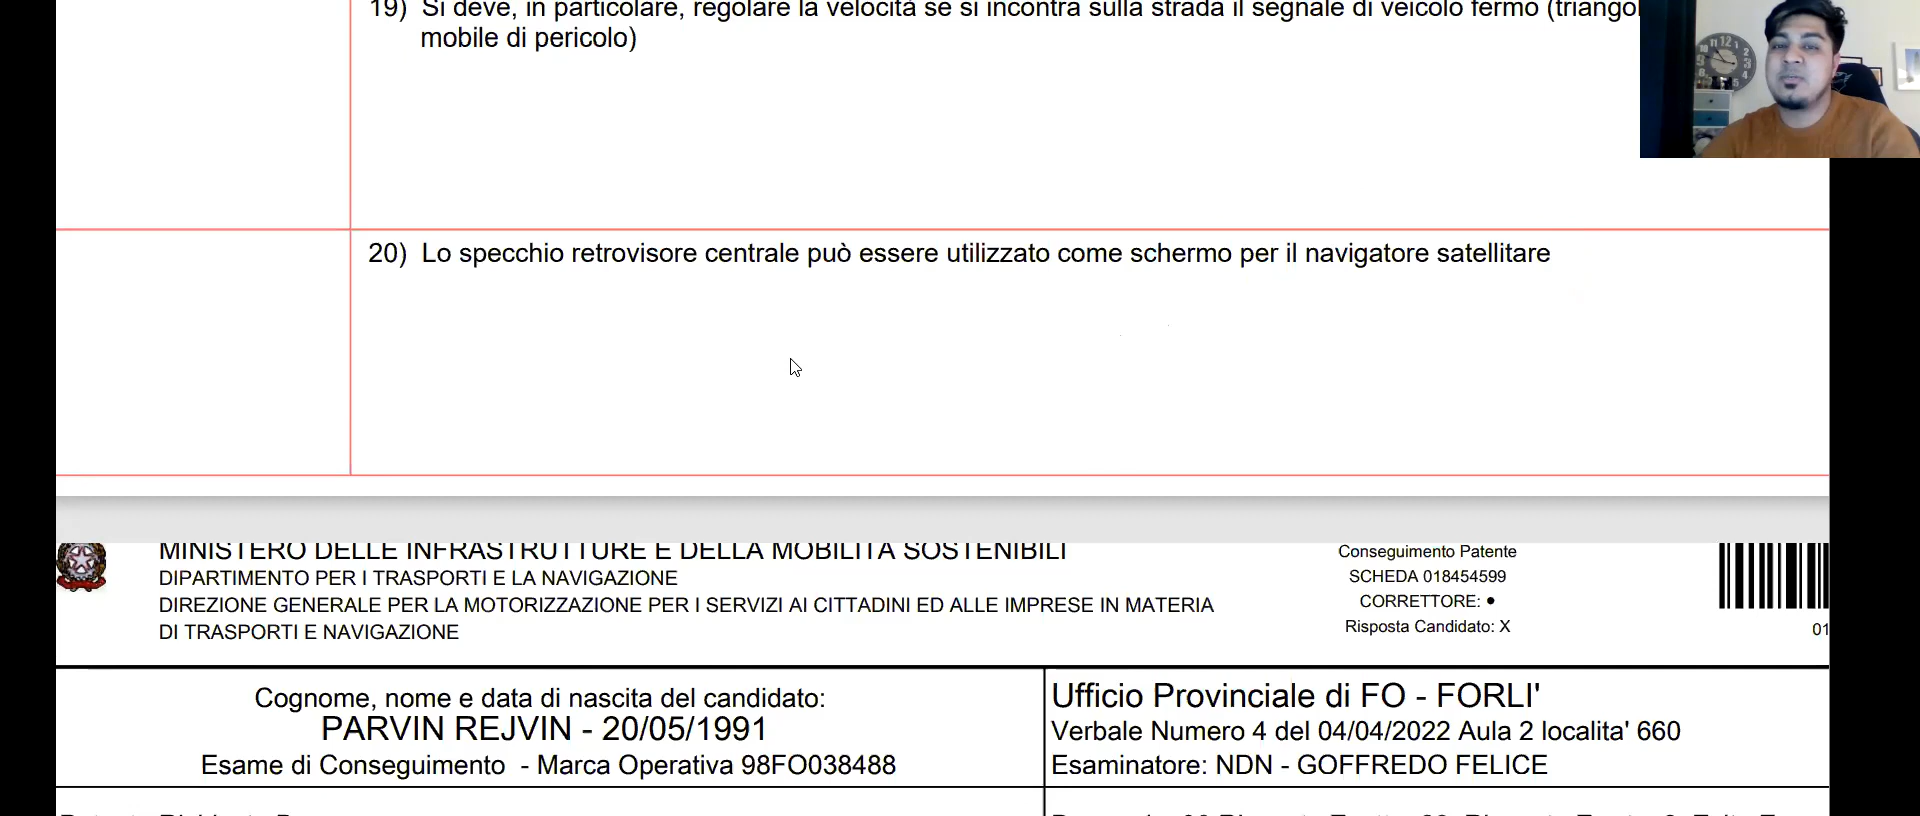 19) Si deve, in particolare, regolare la velocità se si incontra sulla strada il segnale di veicolo fermo
mobile di pericolo)
20) Lo specchio retrovisore centrale può essere utilizzato come schermo per il navigatore satellitare
MINISTERO DELLE INFRASTRUTTURE E DELLA MOBILITÀ SOSTENIBILI
DIPARTIMENTO PER I TRASPORTI E LA NAVIGAZIONE
DIREZIONE GENERALE PER LA MOTORIZZAZIONE PER I SERVIZI AI CITTADINI ED ALLE IMPRESE IN MATERIA
DI TRASPORTI E NAVIGAZIONE
Conseguimento Patente
SCHEDA 018454599
CORRETTORE: ●
Risposta Candidato: X
01
Cognome, nome e data di nascita del candidato:
PARVIN REJVIN - 20/05/1991
Esame di Conseguimento - Marca Operativa 98FO038488
Ufficio Provinciale di FO - FORLI'
Verbale Numero 4 del 04/04/2022 Aula 2 localita' 660
Esaminatore: NDN - GOFFREDO FELICE